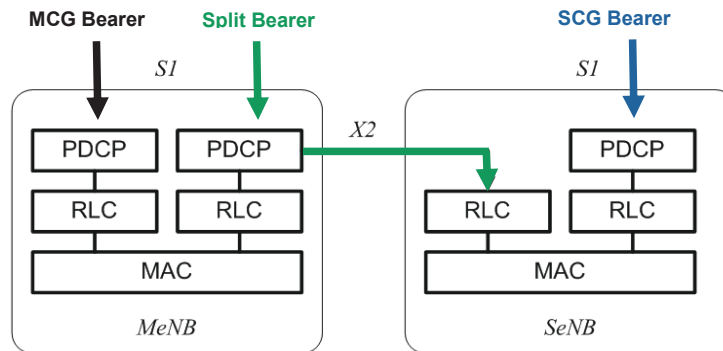 MCG Bearer
Split Bearer
SCG Bearer
S1
S1
X2
PDCP
PDCP
PDCP
RLC
RLC
RLC
RLC
MAC
MAC
MeNB
SeNB